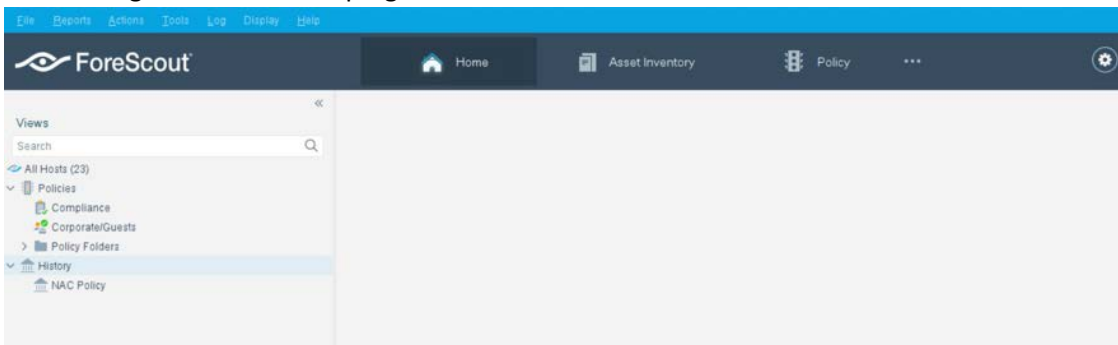 File Reports Actions Tools Log Display Help
ForeScout
Home Asset Inventory Policy ...
Views
Search
All Hosts (23)
Policies
Compliance
Corporate/Guests
Policy Folders
History
NAC Policy